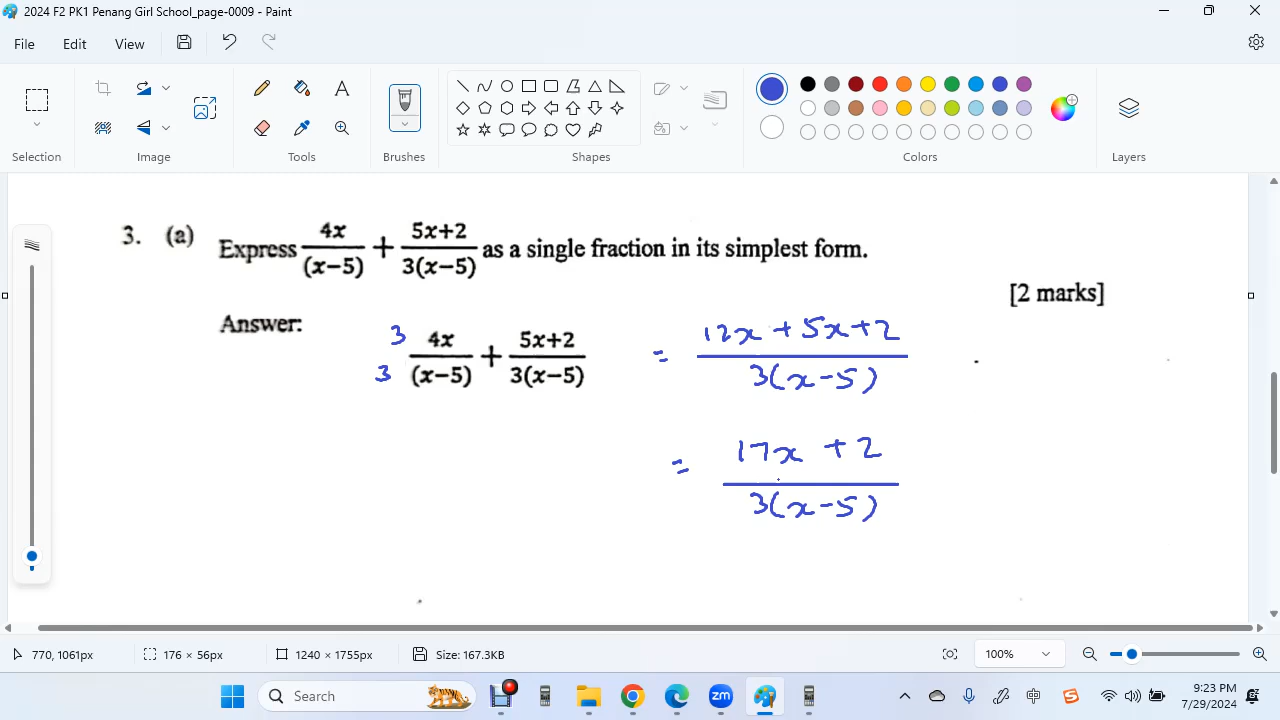 2024 F2 PK1 Penang Girl School_page-0009 - Paint
File Edit View
Selection Image Tools Brushes Shapes Colors Layers
3. (a) Express 4x/(x−5) + 5x+2/3(x−5) as a single fraction in its simplest form.
[2 marks]
Answer:
3/3 4x/(x−5) + 5x+2/3(x−5) = 12x + 5x + 2/3(x−5)
= 17x + 2/3(x−5)
770, 1061px 176 × 56px 1240 × 1755px Size: 167.3KB 100%
Search zm 中 S 9:23 PM
7/29/2024